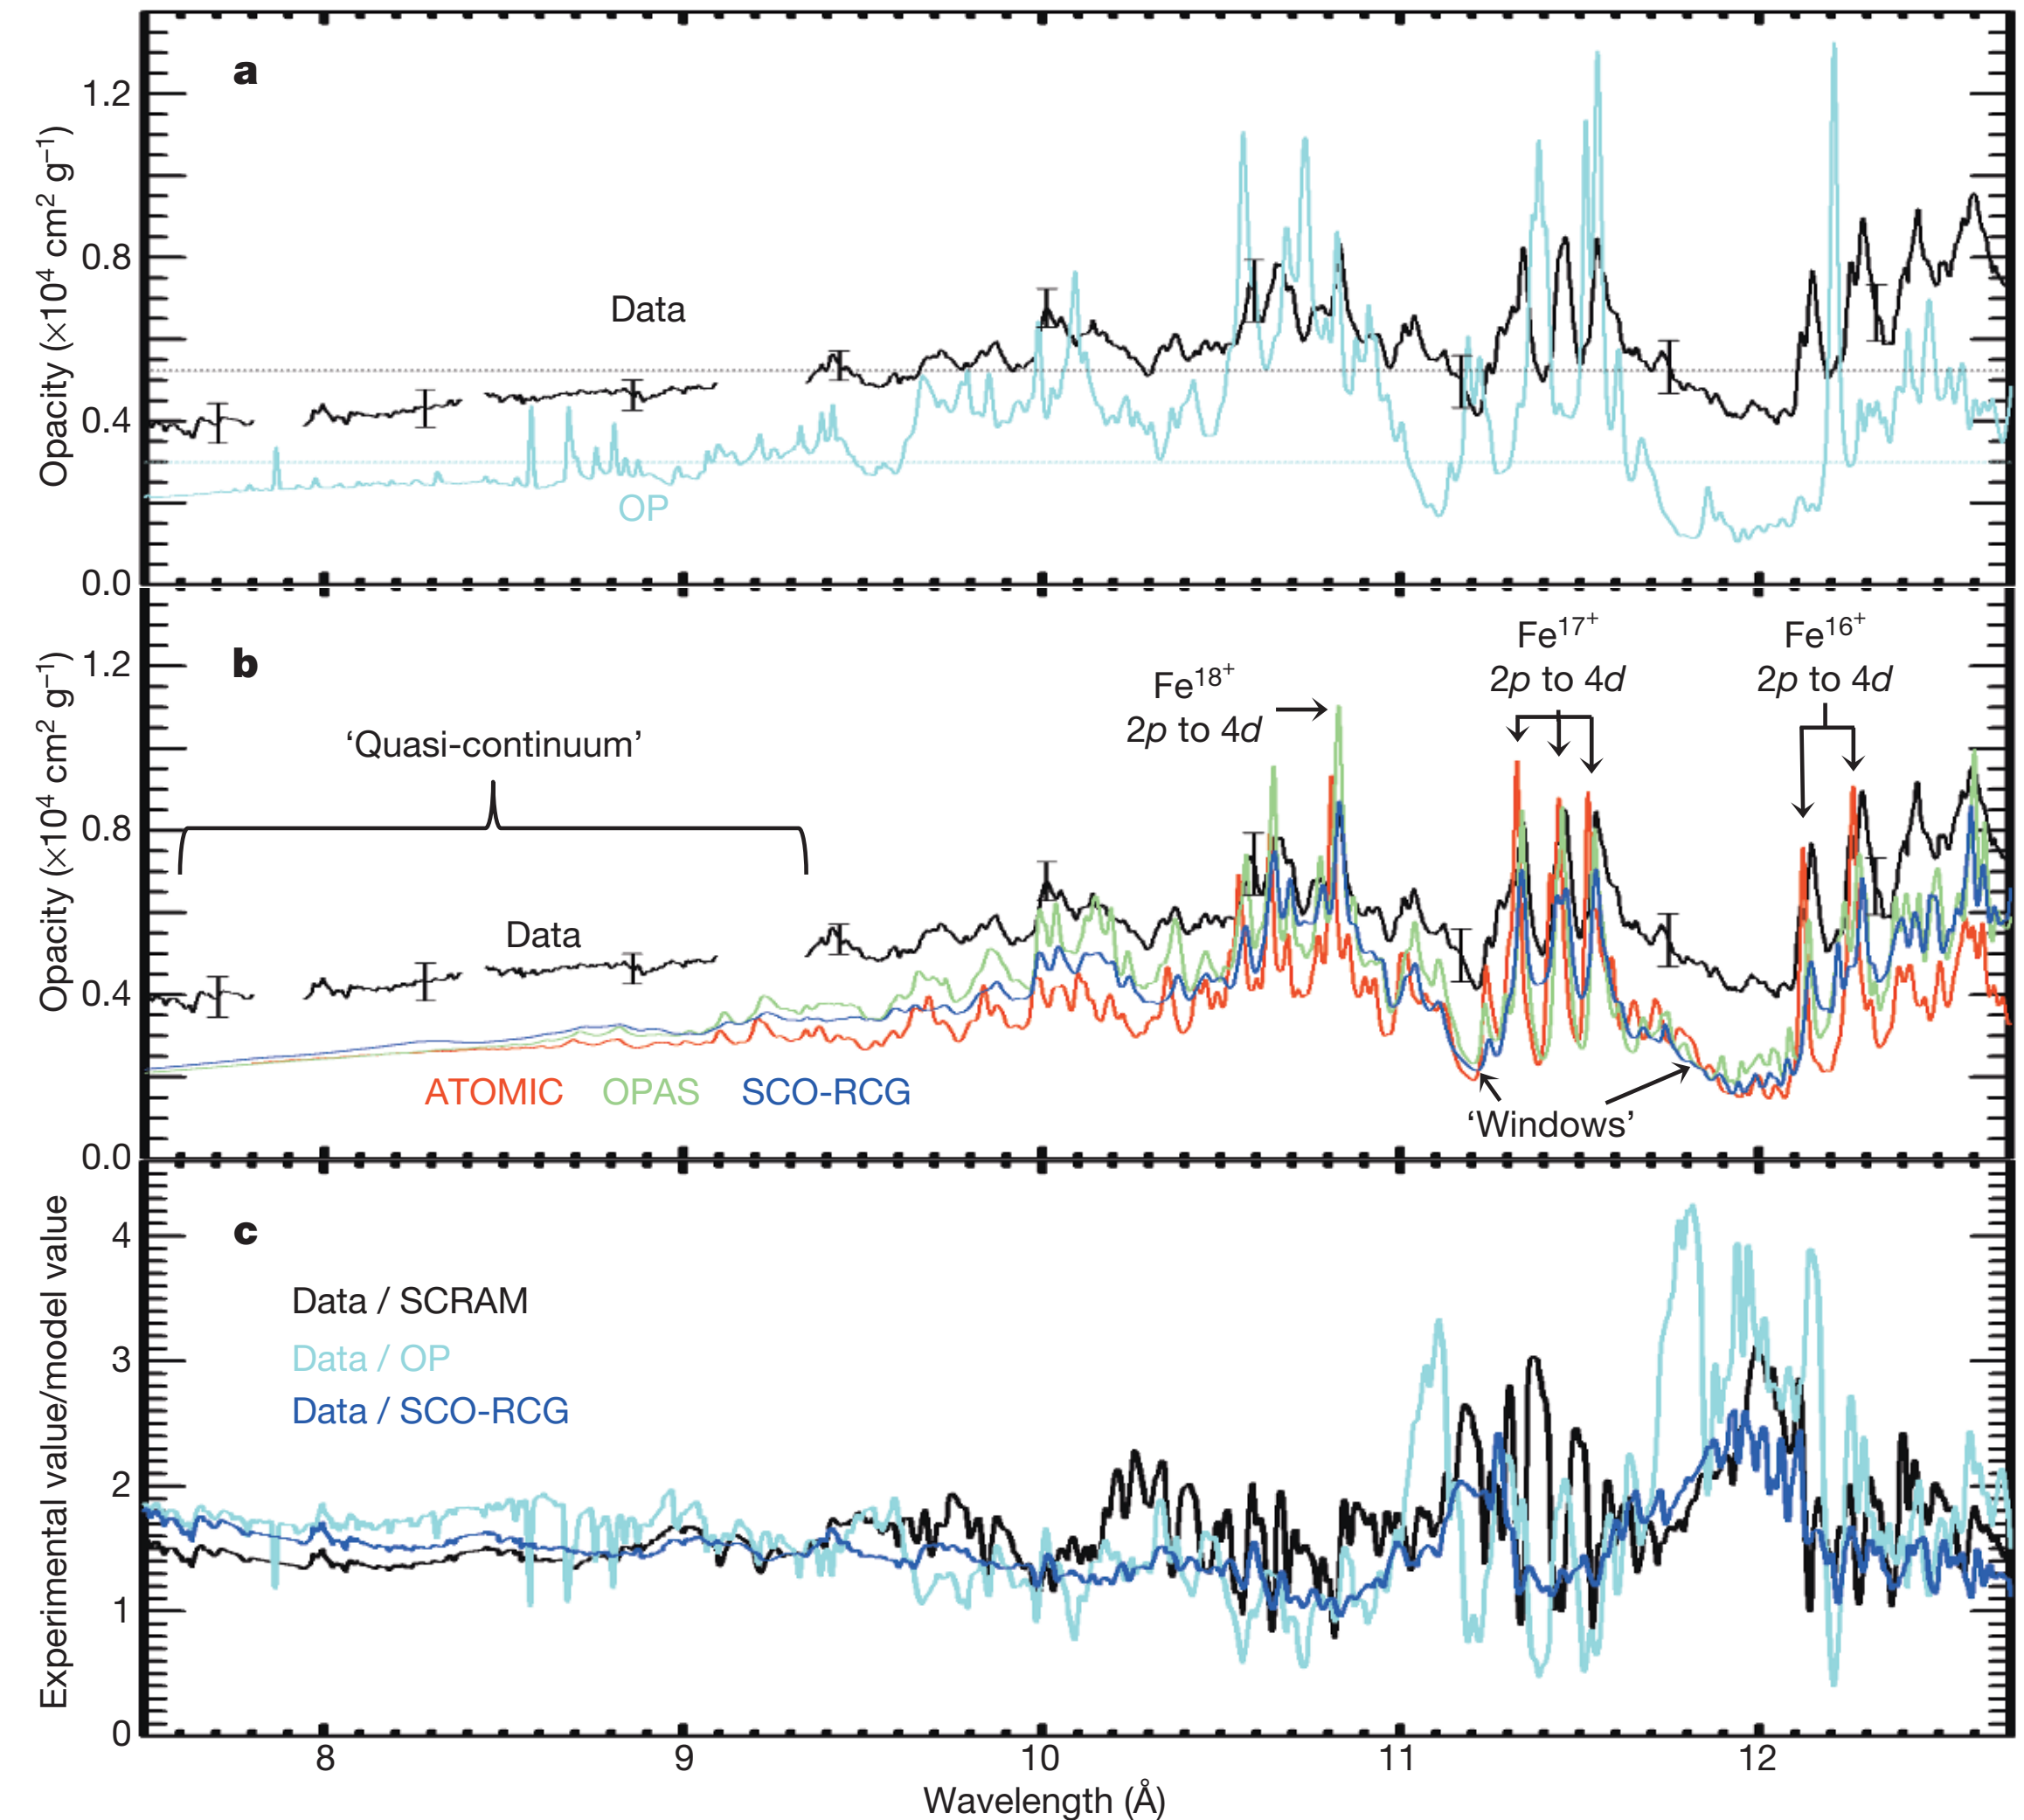 a
Opacity (×10⁴ cm² g⁻¹)
1.2
0.8
0.4
0.0
Data
OP
b
Opacity (×10⁴ cm² g⁻¹)
1.2
0.8
0.4
0.0
‘Quasi-continuum’
Data
Fe¹⁸⁺
2p to 4d
Fe¹⁷⁺
2p to 4d
Fe¹⁶⁺
2p to 4d
ATOMIC OPAS SCO-RCG
‘Windows’
c
Experimental value/model value
4
3
2
1
0
Data / SCRAM
Data / OP
Data / SCO-RCG
8 9 10 11 12
Wavelength (Å)